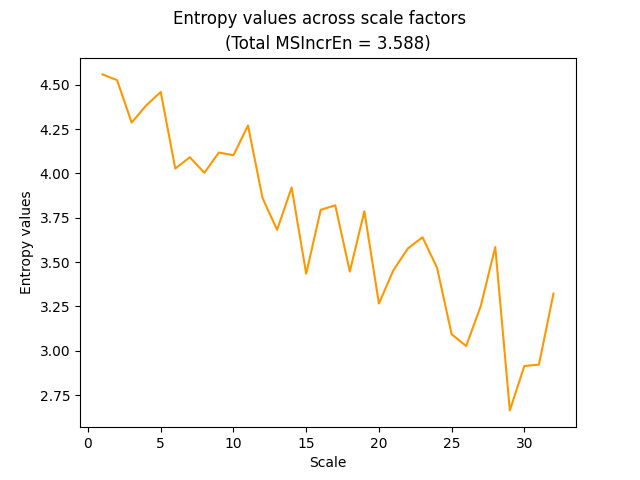 Entropy values across scale factors
(Total MSIncrEn = 3.588)
4.50
4.25
4.00
3.75
3.50
3.25
3.00
2.75
Entropy values
0 5 10 15 20 25 30
Scale